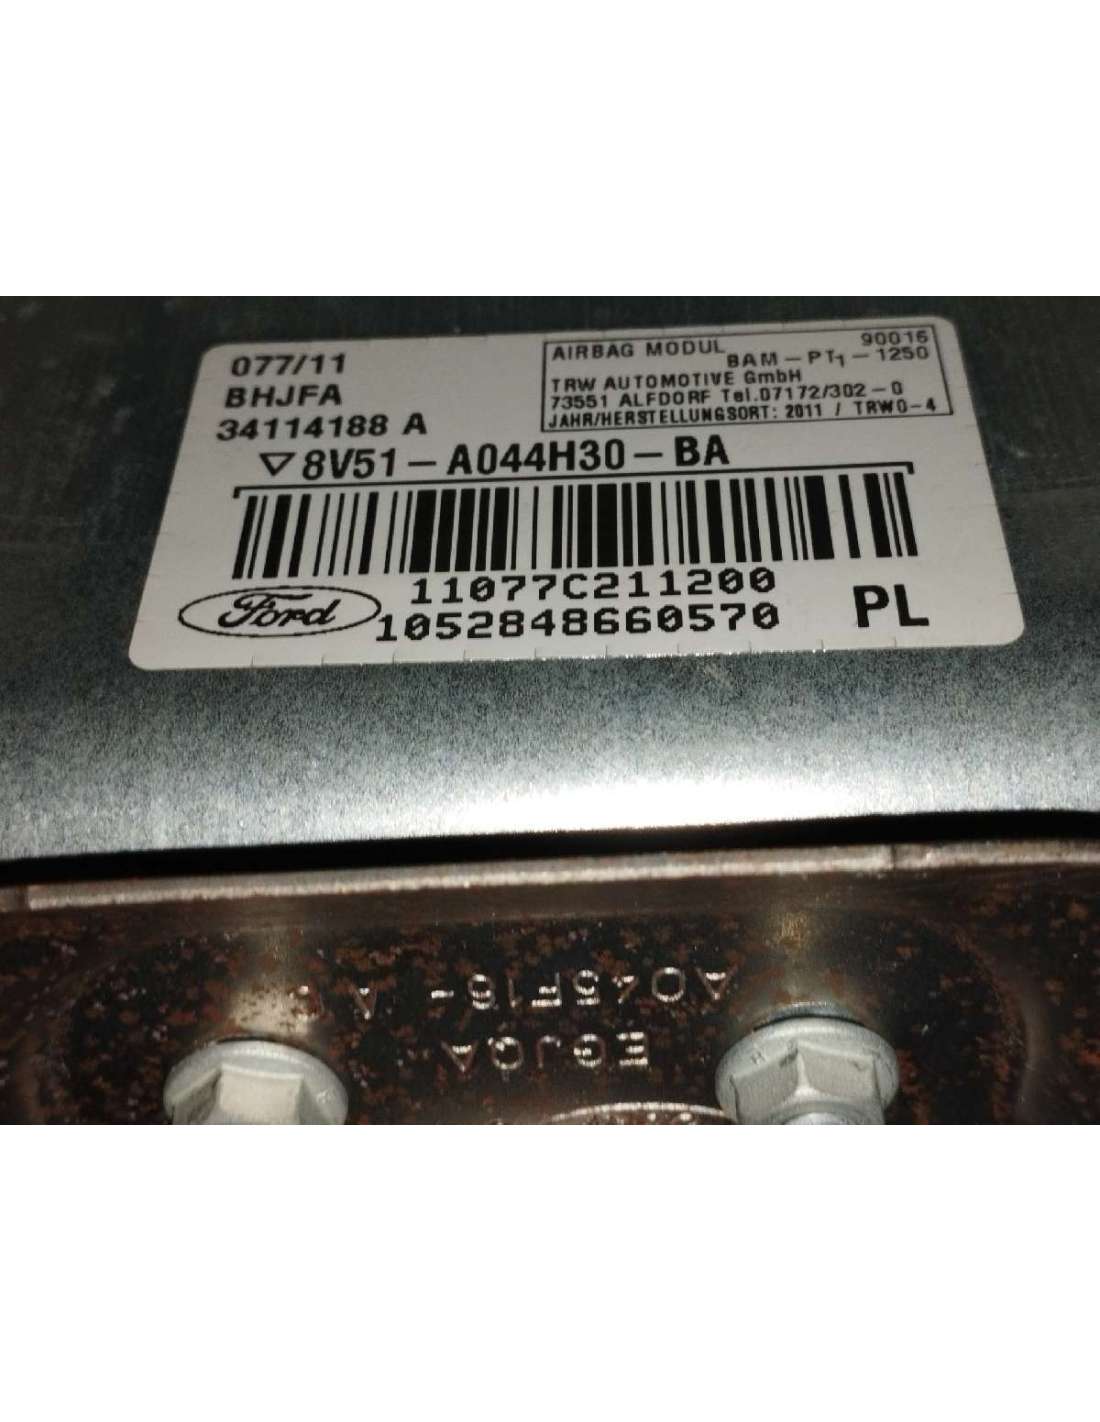 077/11
BHJFA
34114188 A
AIRBAG MODUL 90016
BAM-PT1-1250
TRW AUTOMOTIVE GmbH
73551 ALFDORF Tel.07172/302-0
JAHR/HERSTELLUNGSORT: 2011 / TRWO-4
▽8V51-A044H30-BA
11077C211200
Ford
1052848660570
PL
A045F16- A